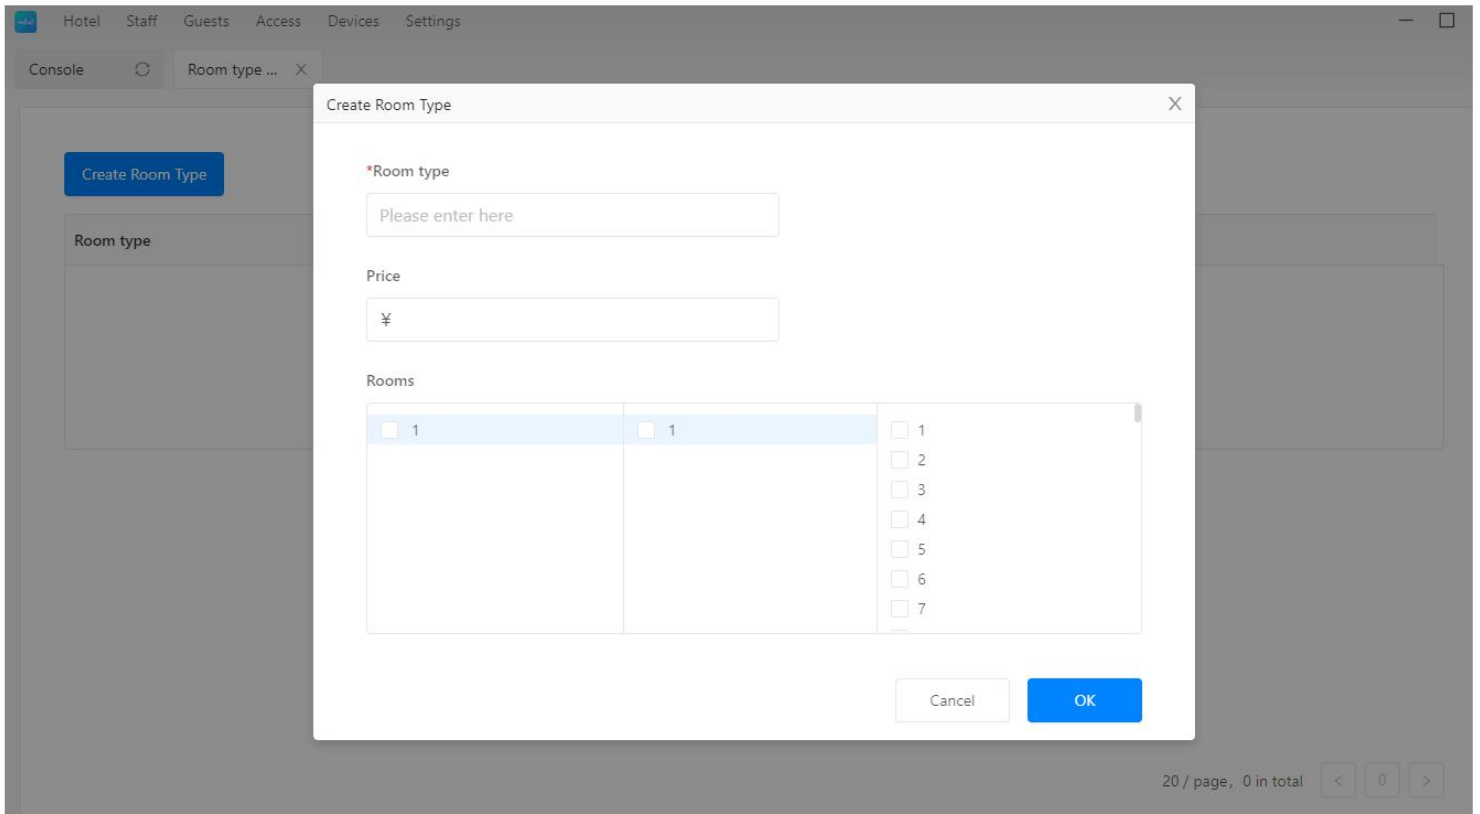 Hotel Staff Guests Access Devices Settings
Console Room type ... X
Create Room Type X
Create Room Type
*Room type
Please enter here
Room type
Price
¥
Rooms
1 1 1
2
3
4
5
6
7
Cancel OK
20 / page, 0 in total < 0 >